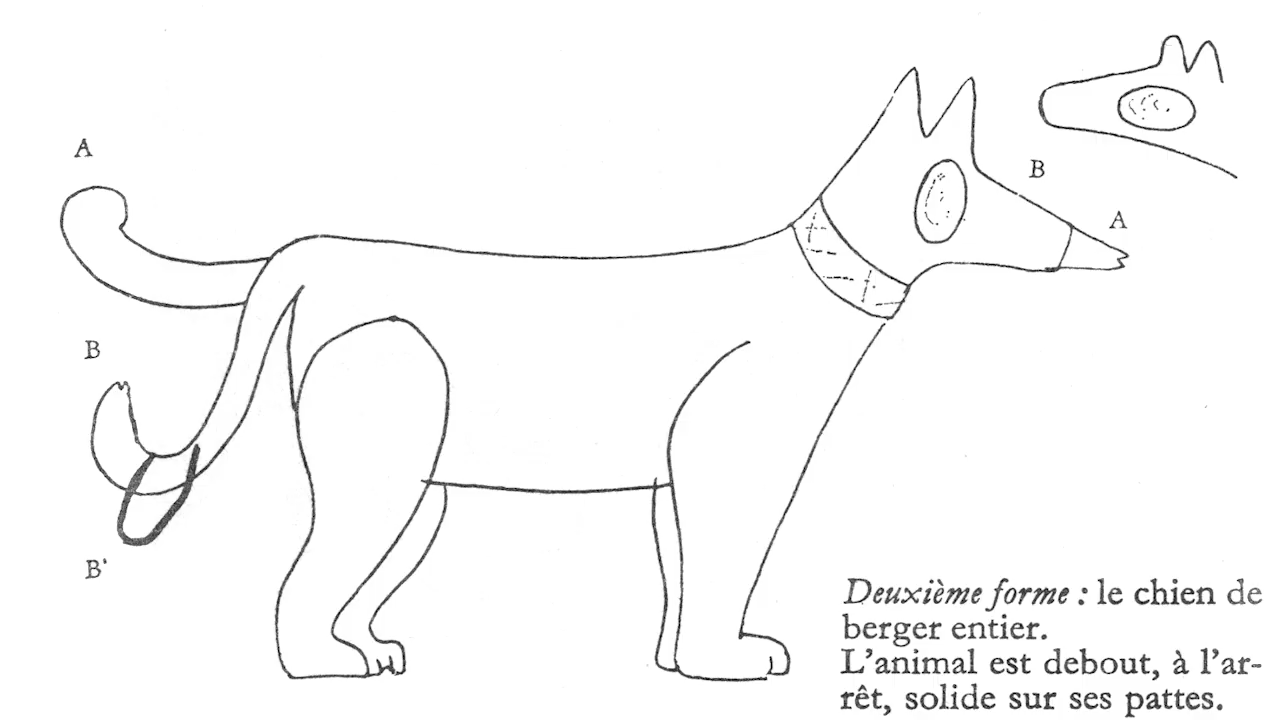 A
B
A
B
B'
Deuxième forme : le chien de
berger entier.
L'animal est debout, à l'ar-
rêt, solide sur ses pattes.